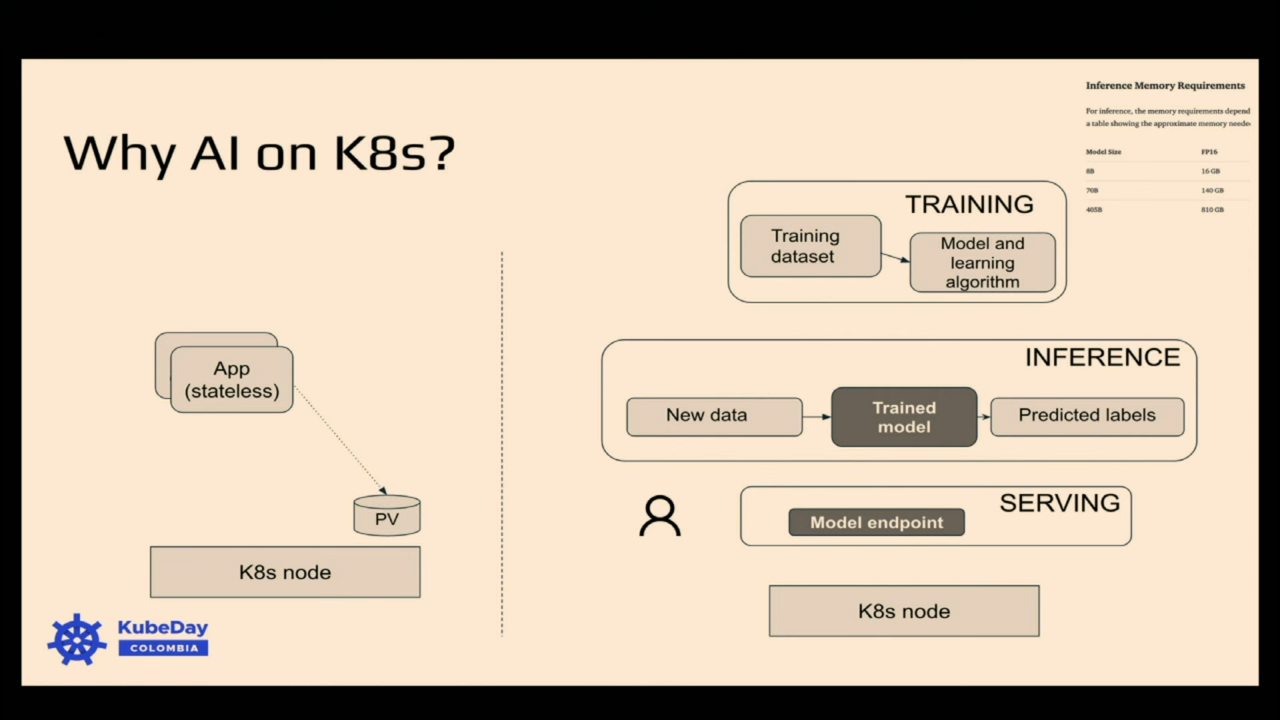 Why AI on K8s?
Inference Memory Requirements
For inference, the memory requirements depend
a table showing the approximate memory neede
Model Size FP16
8B 16 GB
70B 140 GB
405B 810 GB
App
(stateless)
PV
K8s node
KubeDay
COLOMBIA
TRAINING
Training
dataset
Model and
learning
algorithm
INFERENCE
New data
Trained
model
Predicted labels
SERVING
Model endpoint
K8s node